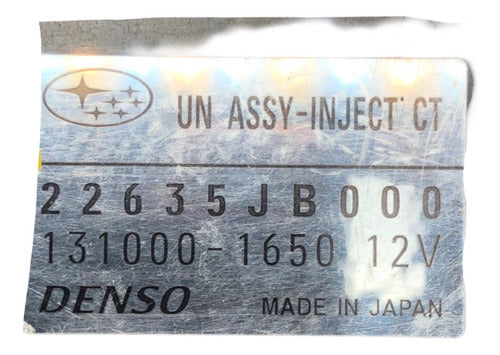 UN ASSY-INJECT' CT
22635JB000
131000-1650 12V
DENSO MADE IN JAPAN